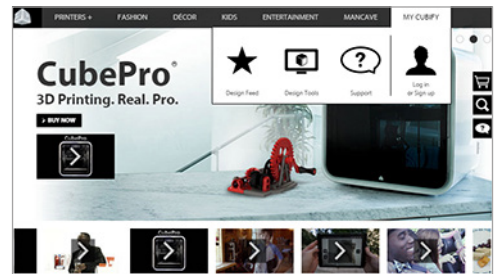 PRINTERS +
FASHION
DÉCOR
KIDS
ENTERTAINMENT
MANCAVE
MY CUBIFY
Design Feed
Design Tools
Support
Log in
or Sign up
CubePro®
3D Printing. Real. Pro.
› BUY NOW
CubePro
CubePro